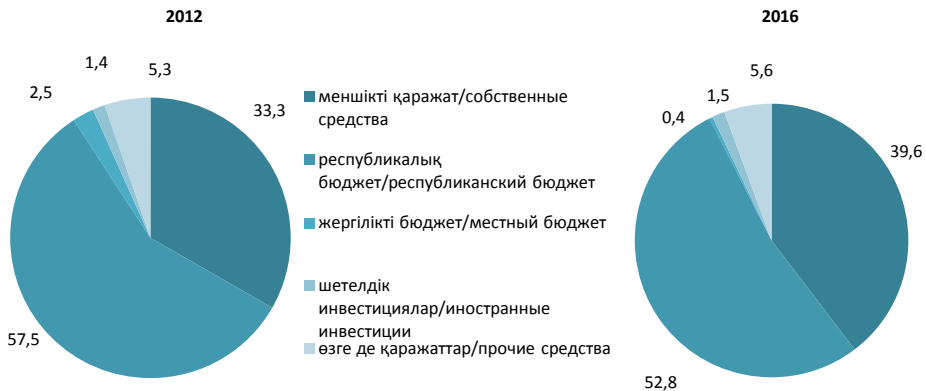 2012
2,5
1,4
5,3
33,3
57,5
меншікті қаражат/собственные
средства
республикалық
бюджет/республиканский бюджет
жергілікті бюджет/местный бюджет
шетелдік
инвестициялар/иностранные
инвестиции
өзге де қаражаттар/прочие средства
2016
0,4
1,5
5,6
39,6
52,8